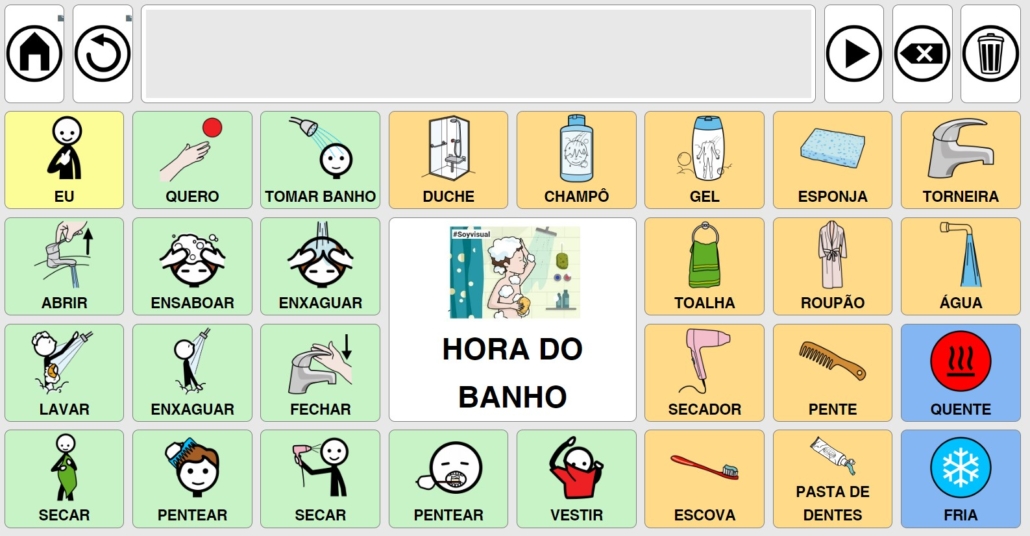 EU
QUERO
TOMAR BANHO
DUCHE
CHAMPÔ
GEL
ESPONJA
TORNEIRA
ABRIR
ENSABOAR
ENXAGUAR
#Soyvisual
HORA DO
BANHO
TOALHA
ROUPÃO
ÁGUA
LAVAR
ENXAGUAR
FECHAR
SECADOR
PENTE
QUENTE
SECAR
PENTEAR
SECAR
PENTEAR
VESTIR
ESCOVA
PASTA DE
DENTES
FRIA